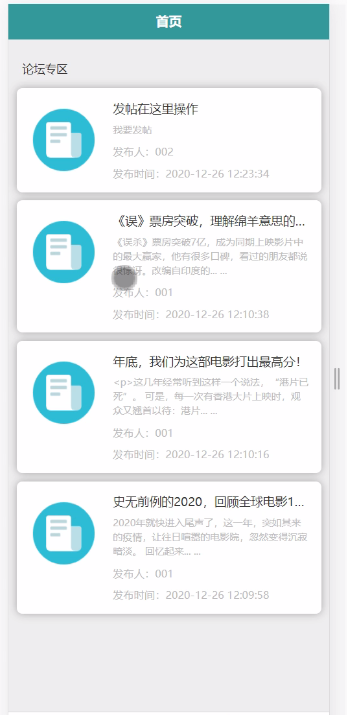 首页
论坛专区
发帖在这里操作
我要发帖
发布人：002
发布时间：2020-12-26 12:23:34
《误》票房突破，理解绵羊意思的...
《误杀》票房突破7亿，成为同期上映影片中
的最大赢家，他有很多口碑，看过的朋友都说
改编自印度的... ...
发布人：001
发布时间：2020-12-26 12:10:38
年底，我们为这部电影打出最高分！
<p>这几年经常听到这样一个说法，“港片已
死”。可是，每一次有香港大片上映时，观
众又翘首以待：港片... ...
发布人：001
发布时间：2020-12-26 12:10:16
史无前例的2020，回顾全球电影1...
2020年就快进入尾声了，这一年，突如其来
的疫情，让往日喧嚣的电影院，忽然变得沉寂
暗淡。 回忆起来... ...
发布人：001
发布时间：2020-12-26 12:09:58